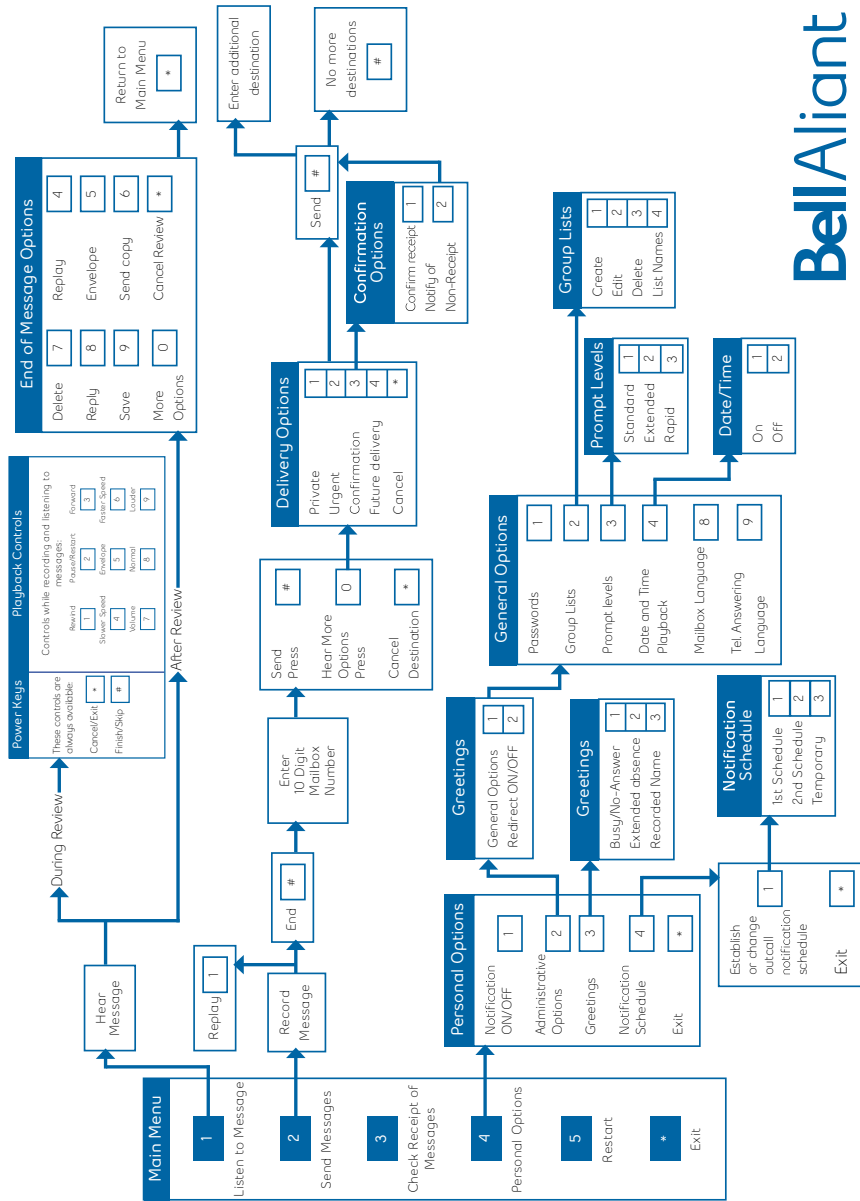 Main Menu
1
Listen to Message
2
Send Messages
3
Check Receipt of
Messages
4
Personal Options
5
Restart
*
Exit
Hear
Message
During Review
After Review
Power Keys
These controls are
always available:
Cancel/Exit *
Finish/Skip #
Playback Controls
Controls while recording and listening to
messages:
Rewind Pause/Restart Forward
1 2 3
Slower Speed Envelope Faster Speed
4 5 6
Volume Normal Louder
7 8 9
End of Message Options
Delete 7 Replay 4
Reply 8 Envelope 5
Save 9 Send copy 6
More
Options 0 Cancel Review *
Return to
Main Menu
*
Replay 1
Record
Message
End #
Enter
10 Digit
Mailbox
Number
Send
Press #
Hear More
Options
Press 0
Cancel
Destination *
Delivery Options
Private 1
Urgent 2
Confirmation 3
Future delivery 4
Cancel *
Confirmation
Options
Confirm receipt 1
Notify of
Non-Receipt 2
Send #
Enter additional
destination
No more
destinations
#
Personal Options
Notification
ON/OFF 1
Administrative
Options 2
Greetings 3
Notification
Schedule 4
Exit *
Greetings
General Options 1
Redirect ON/OFF 2
Greetings
Busy/No-Answer 1
Extended absence 2
Recorded Name 3
Establish
or change
outcall
notification
schedule 1
Exit *
Notification
Schedule
1st Schedule 1
2nd Schedule 2
Temporary 3
General Options
Passwords 1
Group Lists 2
Prompt levels 3
Date and Time
Playback 4
Mailbox Language 8
Tel. Answering
Language 9
Group Lists
Create 1
Edit 2
Delete 3
List Names 4
Prompt Levels
Standard 1
Extended 2
Rapid 3
Date/Time
On 1
Off 2
BellAliant